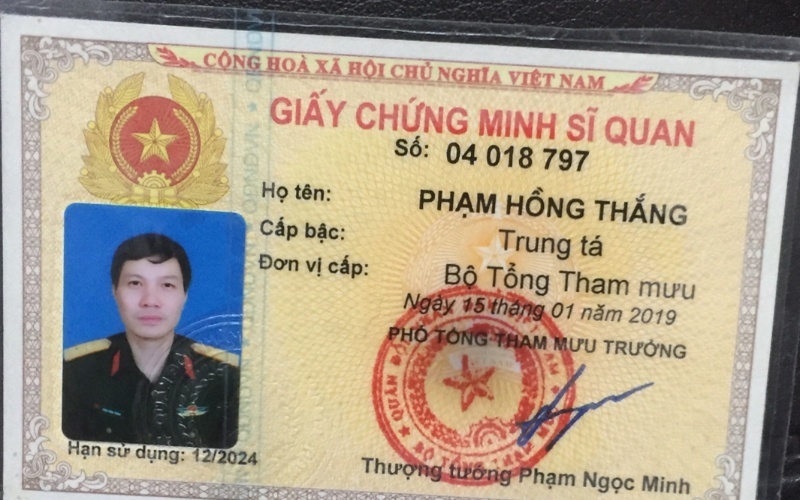 CỘNG HOÀ XÃ HỘI CHỦ NGHĨA VIỆT NAM
GIẤY CHỨNG MINH SĨ QUAN
Số: 04 018 797
Họ tên: PHẠM HỒNG THẮNG
Cấp bậc: Trung tá
Đơn vị cấp: Bộ Tổng Tham mưu
Ngày 15 tháng 01 năm 2019
PHÓ TỔNG THAM MƯU TRƯỞNG
Hạn sử dụng: 12/2024
Thượng tướng Phạm Ngọc Minh